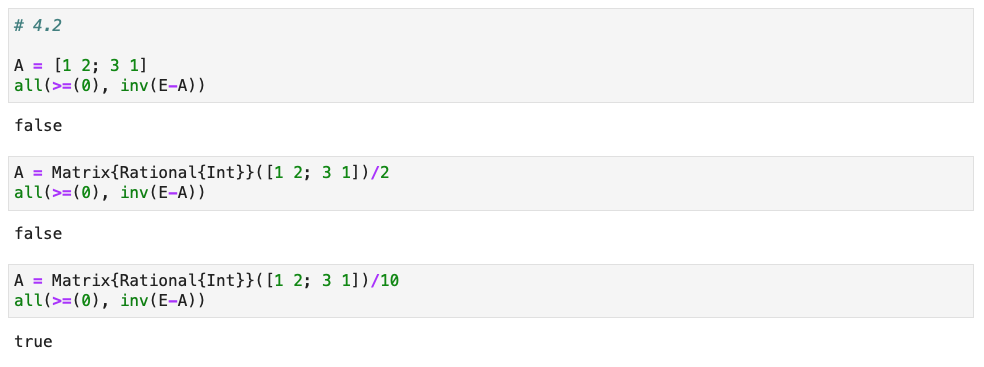 # 4.2
A = [1 2; 3 1]
all(>=(0), inv(E-A))
false
A = Matrix{Rational{Int}}([1 2; 3 1])/2
all(>=(0), inv(E-A))
false
A = Matrix{Rational{Int}}([1 2; 3 1])/10
all(>=(0), inv(E-A))
true